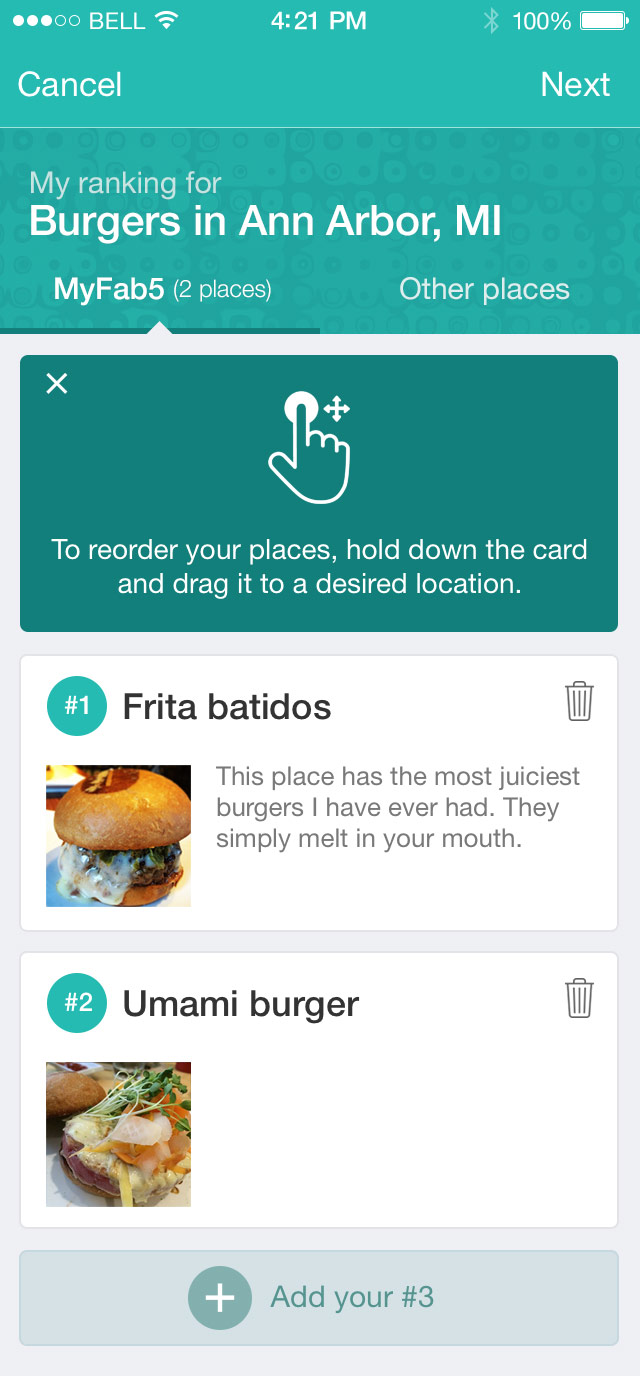 BELL 4:21 PM 100%
Cancel Next
My ranking for
Burgers in Ann Arbor, MI
MyFab5 (2 places) Other places
To reorder your places, hold down the card
and drag it to a desired location.
#1 Frita batidos
This place has the most juiciest
burgers I have ever had. They
simply melt in your mouth.
#2 Umami burger
Add your #3